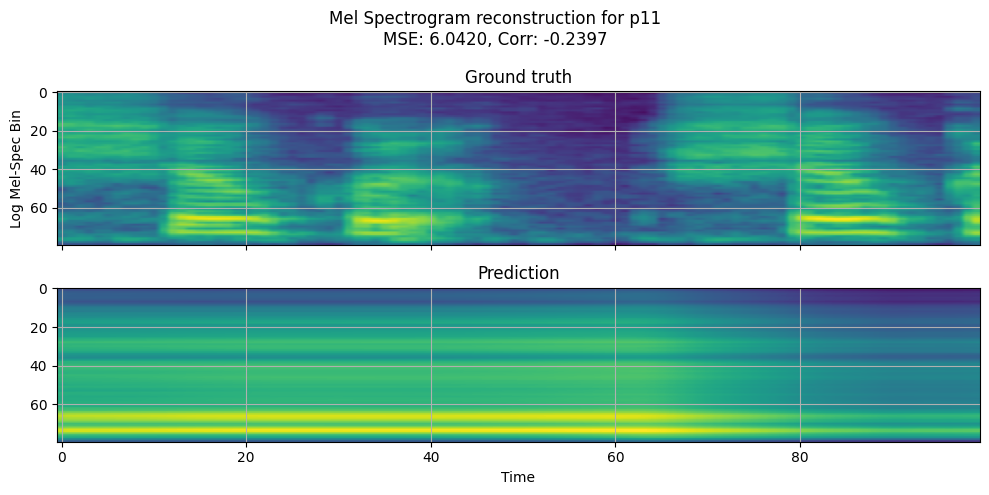 Mel Spectrogram reconstruction for p11
MSE: 6.0420, Corr: -0.2397
Ground truth
Log Mel-Spec Bin
0
20
40
60
Prediction
0
20
40
60
0 20 40 60 80
Time